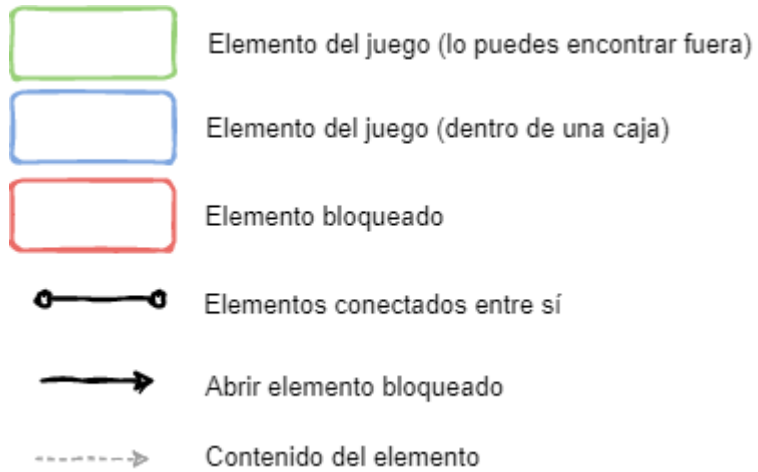 Elemento del juego (lo puedes encontrar fuera)
Elemento del juego (dentro de una caja)
Elemento bloqueado
Elementos conectados entre sí
Abrir elemento bloqueado
Contenido del elemento